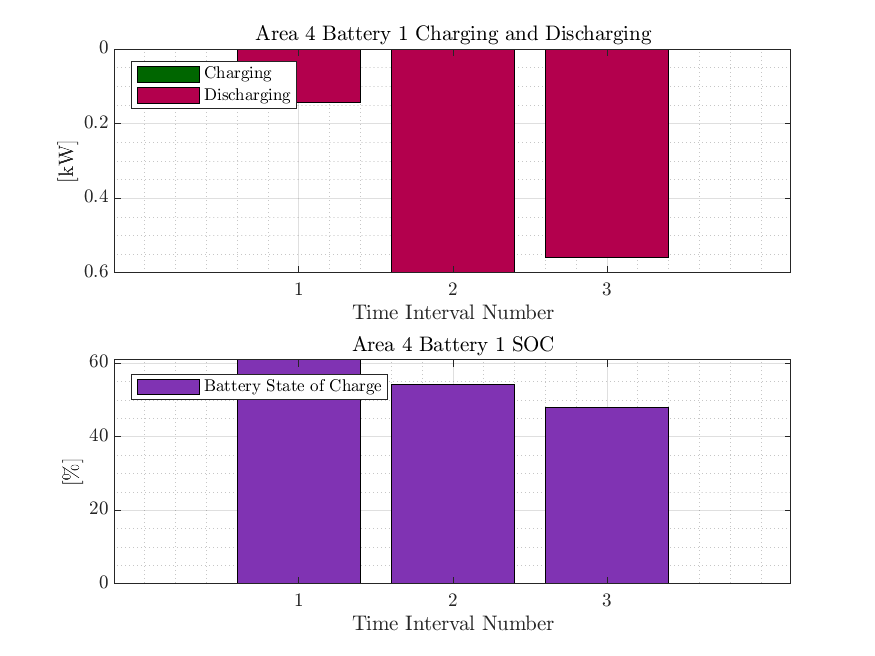 Area 4 Battery 1 Charging and Discharging
0
Charging
Discharging
0.2
[kW]
0.4
0.6
1 2 3
Time Interval Number
Area 4 Battery 1 SOC
60
Battery State of Charge
40
[%]
20
0
1 2 3
Time Interval Number